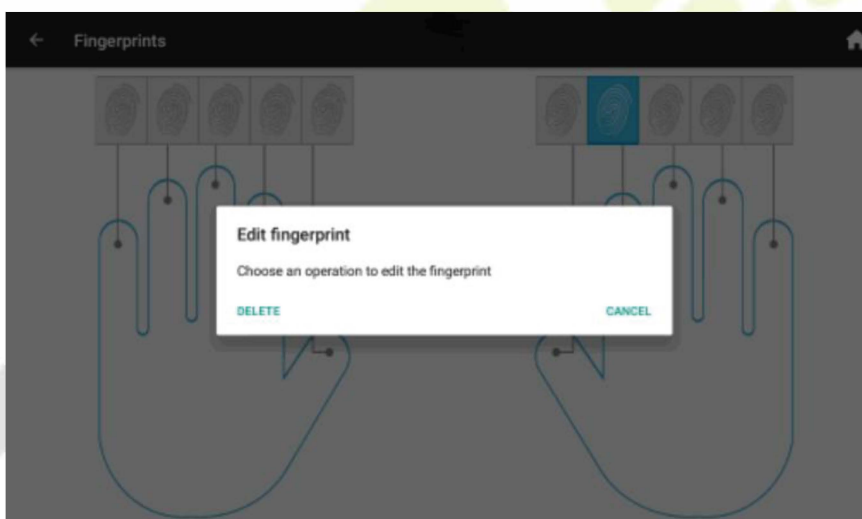 Fingerprints
Edit fingerprint
Choose an operation to edit the fingerprint
DELETE CANCEL